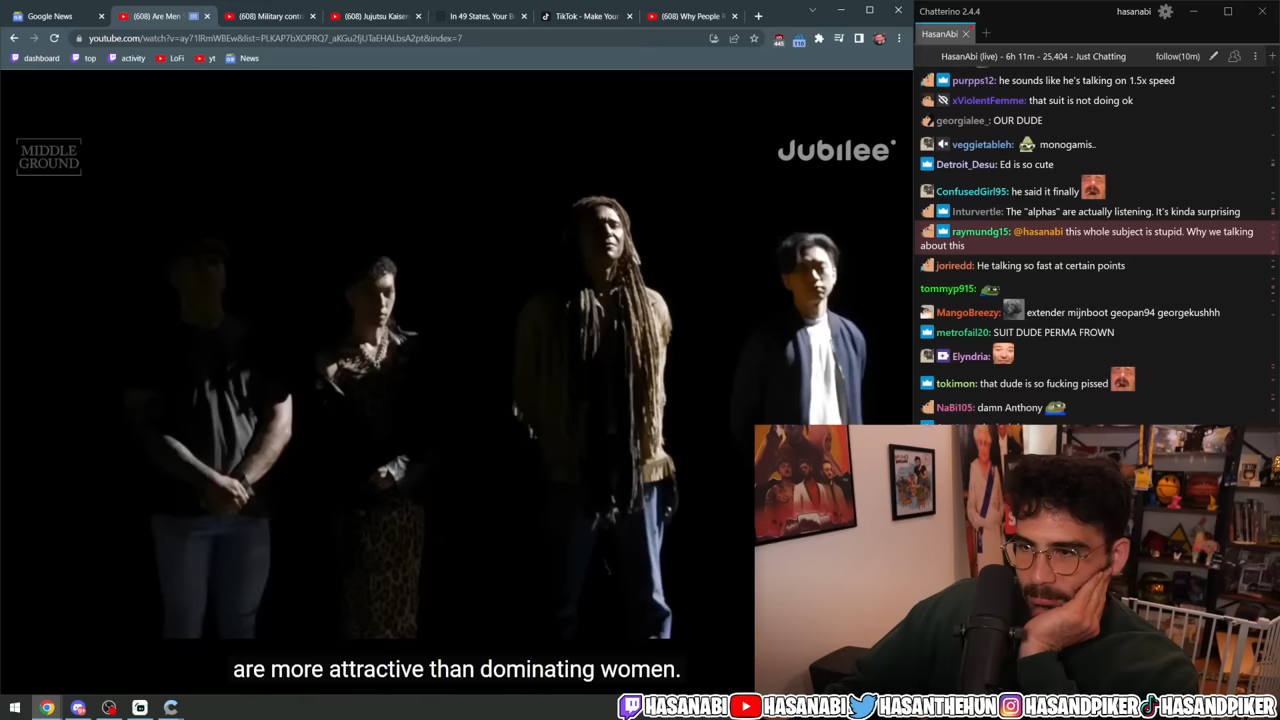 Google News
(608) Are Men
(608) Military contr
(608) Jujutsu Kaisen
In 49 States, Your B
TikTok - Make Your
(608) Why People F
youtube.com/watch?v=ay71lRmWBEw&list=PLKAP7bXOPRQ7_aKGu2fjUTaEHALbsA2pt&index=7
dashboard
top
activity
LoFi
yt
News
MIDDLE
GROUND
Jubilee
are more attractive than dominating women.
Chatterino 2.4.4
hasanabi
HasanAbi
HasanAbi (live) - 6h 11m - 25,404 - Just Chatting
follow(10m)
purpps12: he sounds like he's talking on 1.5x speed
xViolentFemme: that suit is not doing ok
georgialee_: OUR DUDE
veggietableh: monogamis..
Detroit_Desu: Ed is so cute
ConfusedGirl95: he said it finally
Inturvertle: The "alphas" are actually listening. It's kinda surprising
raymundg15: @hasanabi this whole subject is stupid. Why we talking
about this
joriredd: He talking so fast at certain points
tommyp915:
MangoBreezy: extender mijnboot geopan94 georgekushhh
metrofail20: SUIT DUDE PERMA FROWN
Elyndria:
tokimon: that dude is so fucking pissed
NaBi105: damn Anthony
HASANABI
HASANABI
HASANTHEHUN
HASANDPIKER
HASANDPIKER